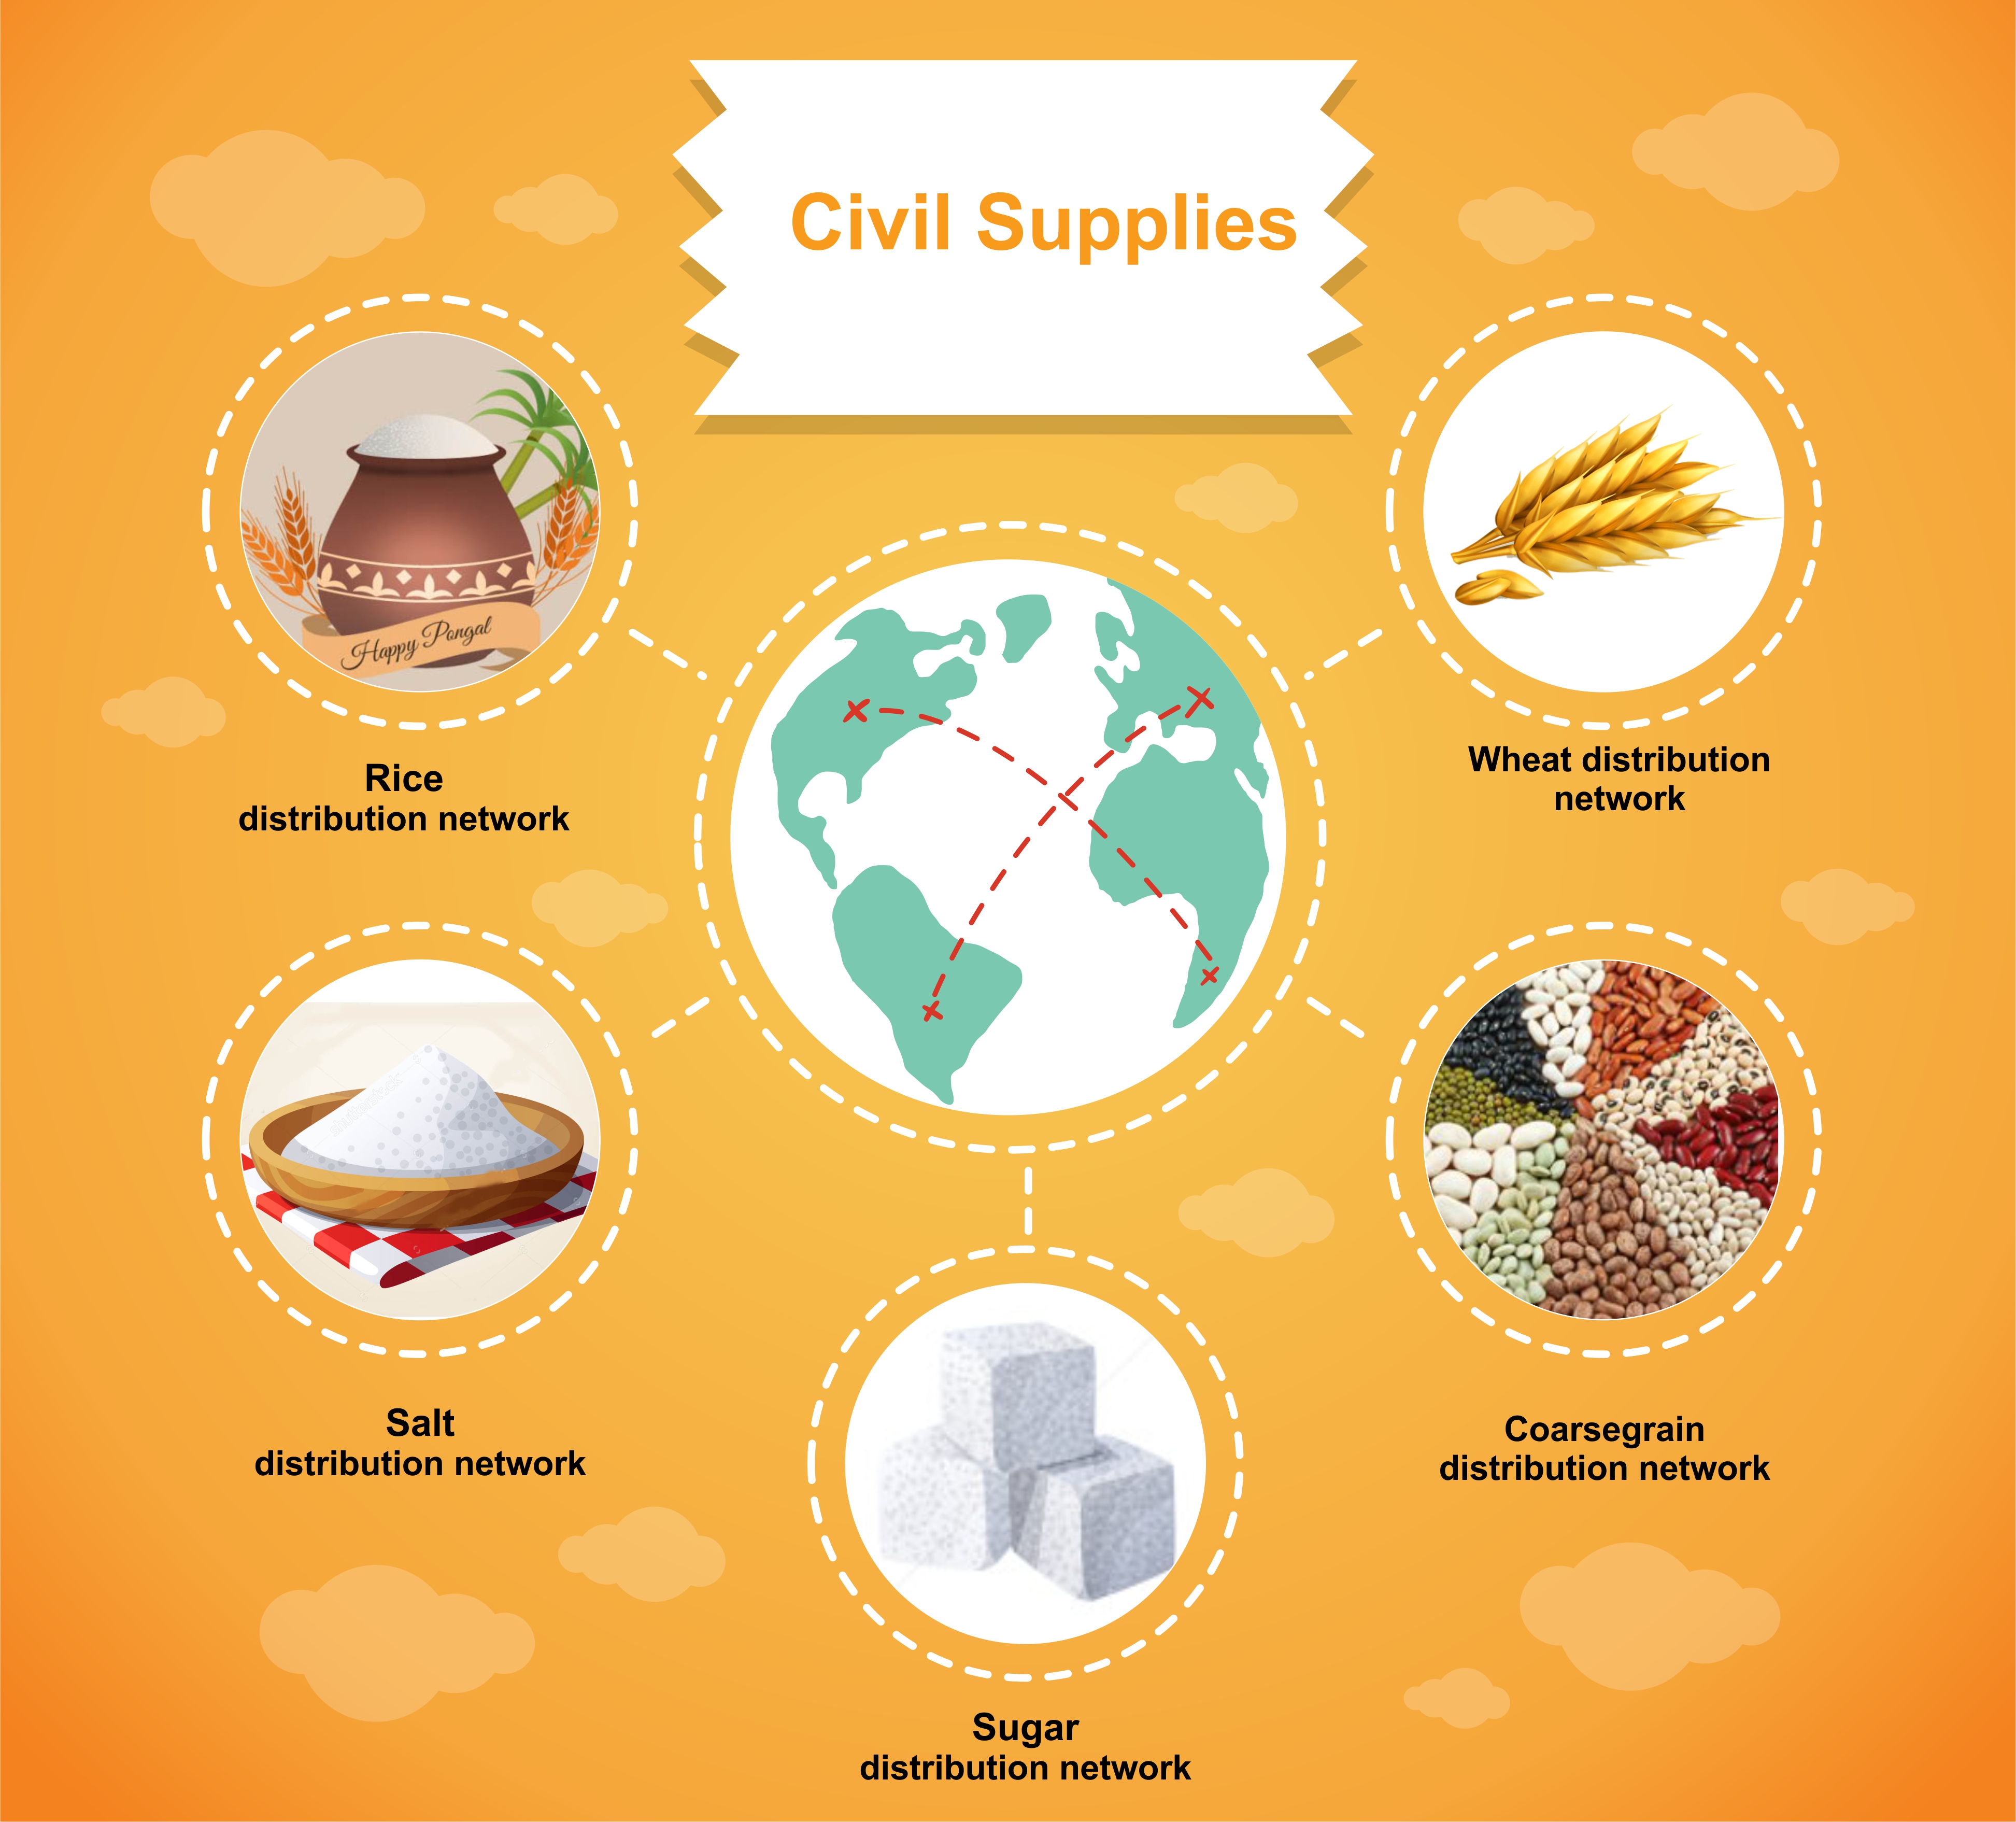 Civil Supplies
Happy Pongal
Rice
distribution network
Wheat distribution
network
Salt
distribution network
Coarsegrain
distribution network
Sugar
distribution network